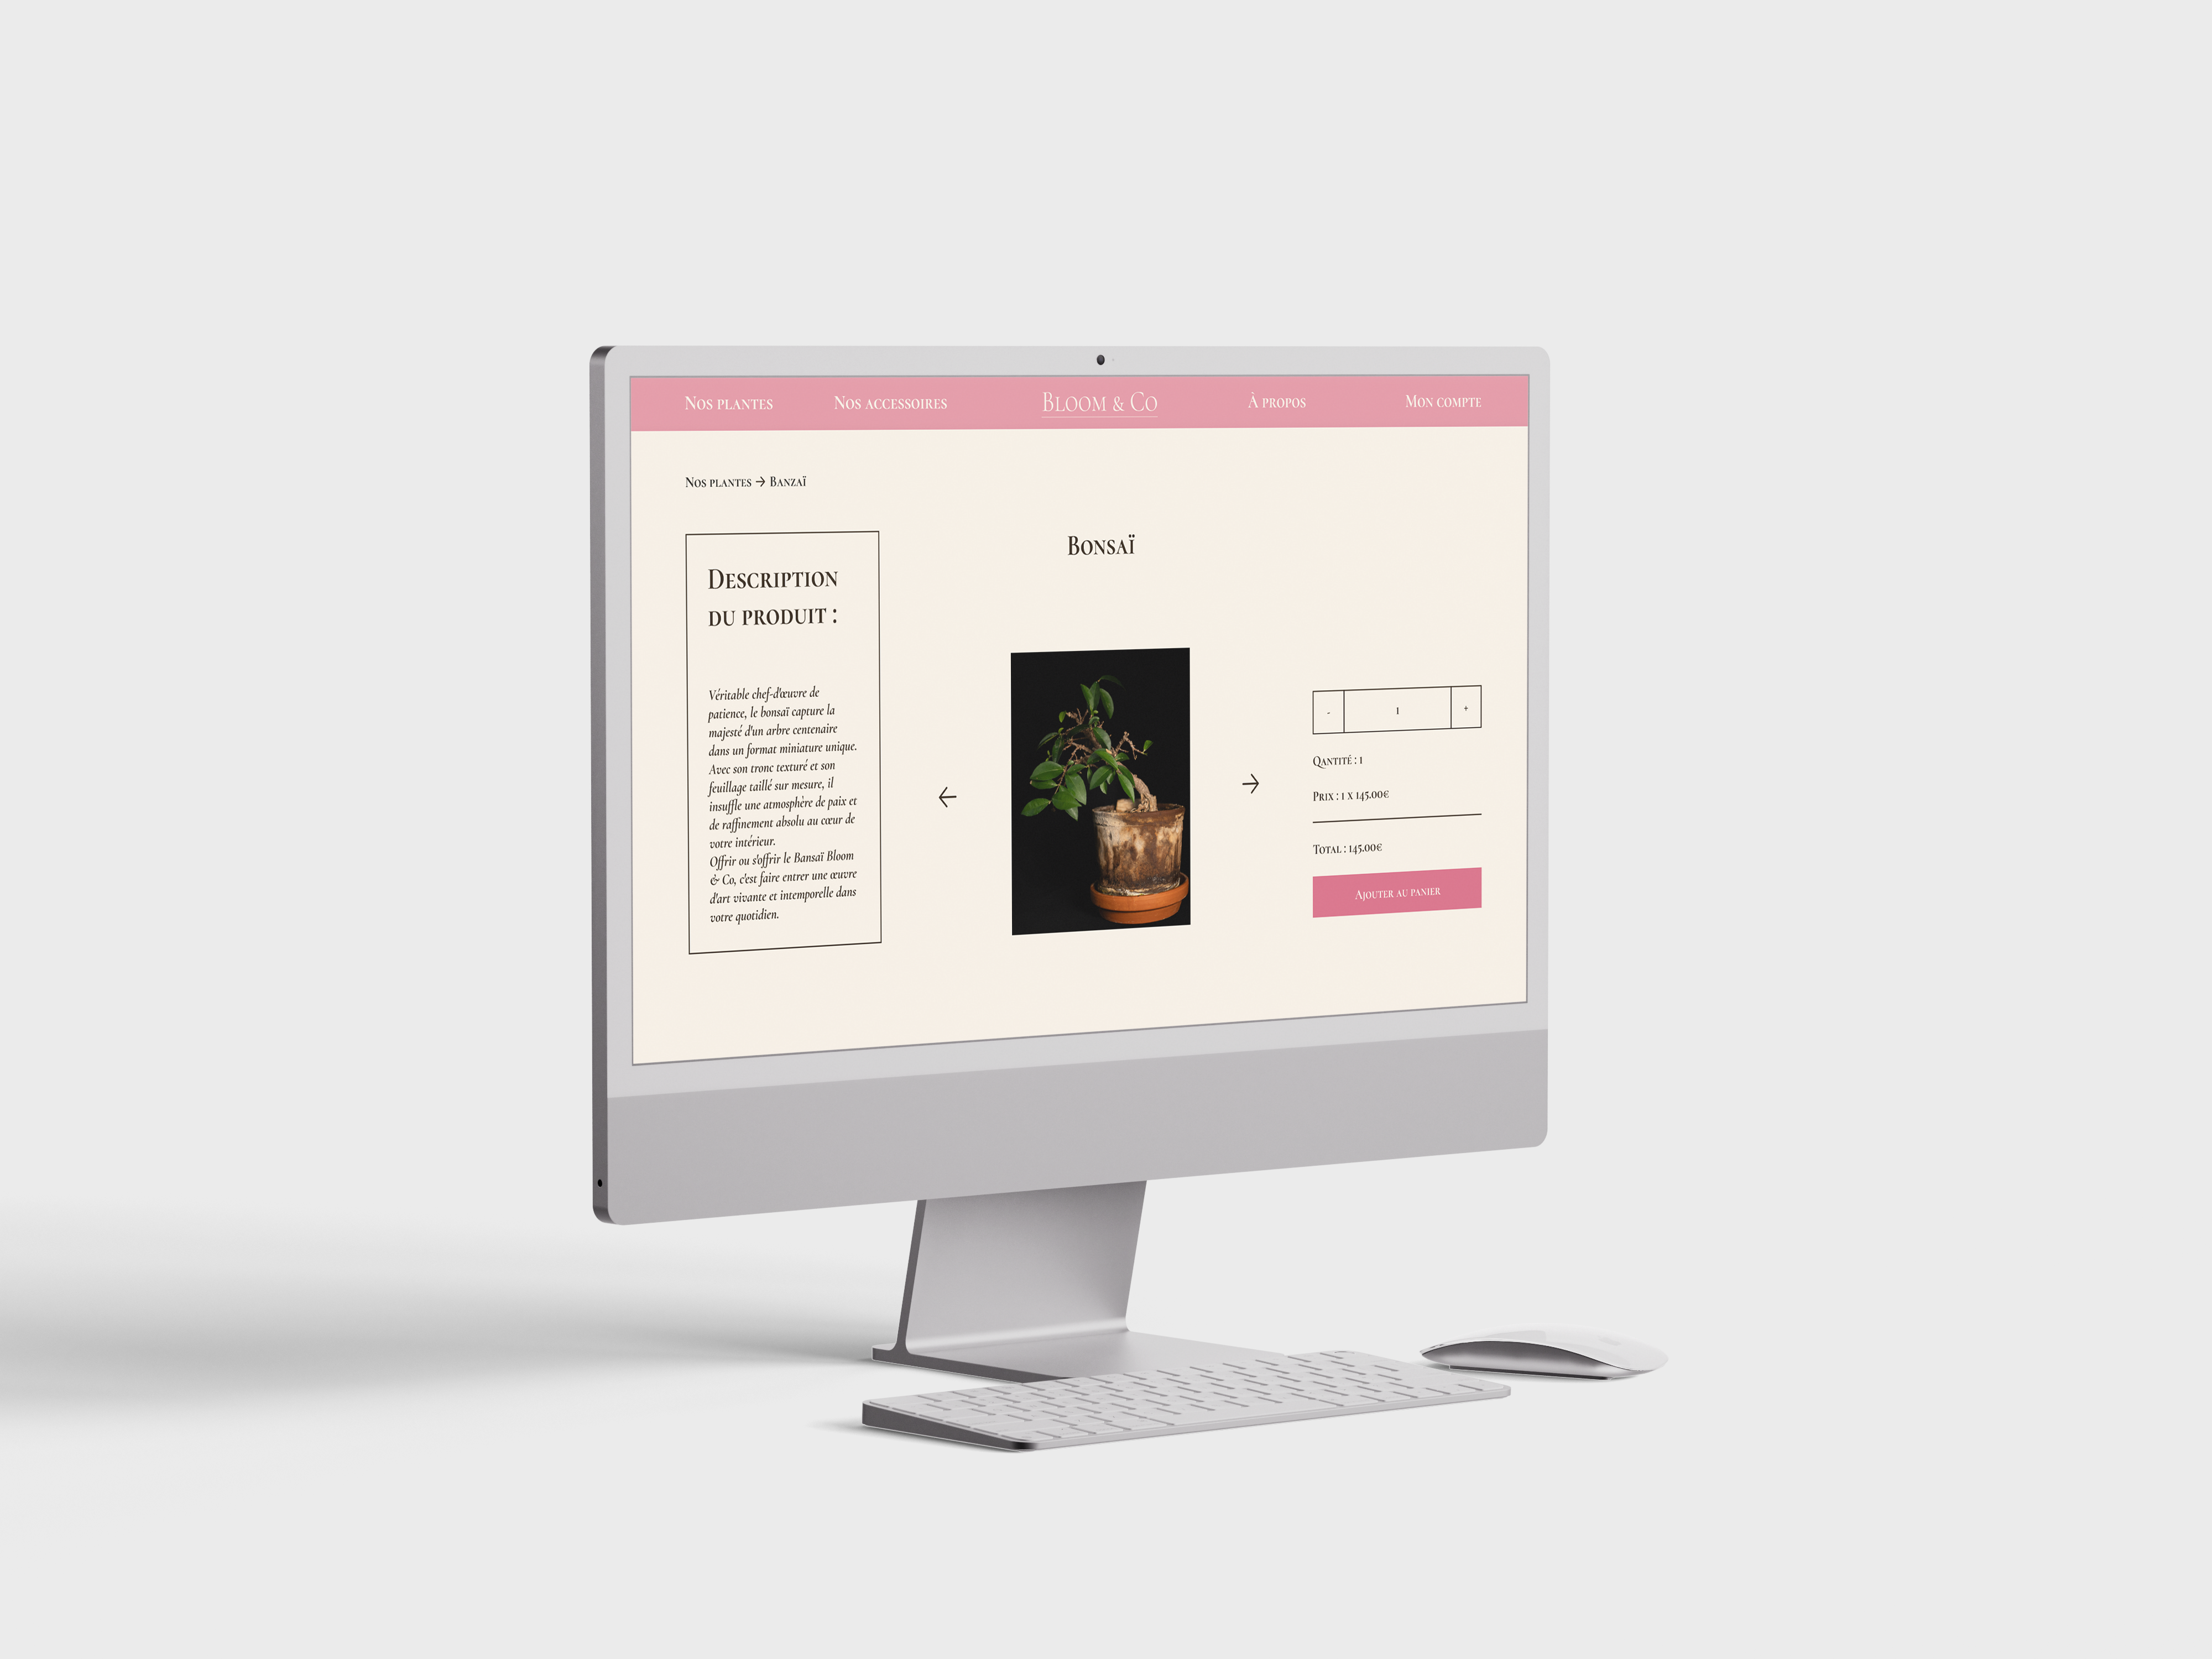 Nos plantes
Nos accessoires
Bloom & Co
À propos
Mon compte
Nos plantes → Banzaï
Bonsaï
Description
du produit :
Véritable chef-d'œuvre de
patience, le bonsaï capture la
majesté d'un arbre centenaire
dans un format miniature unique.
Avec son tronc texturé et son
feuillage taillé sur mesure, il
insuffle une atmosphère de paix et
de raffinement absolu au cœur de
votre intérieur.
Offrir ou s'offrir le Bansaï Bloom
& Co, c'est faire entrer une œuvre
d'art vivante et intemporelle dans
votre quotidien.
←
→
- 1 +
Qantité : 1
Prix : 1 x 145.00€
Total : 145.00€
Ajouter au panier